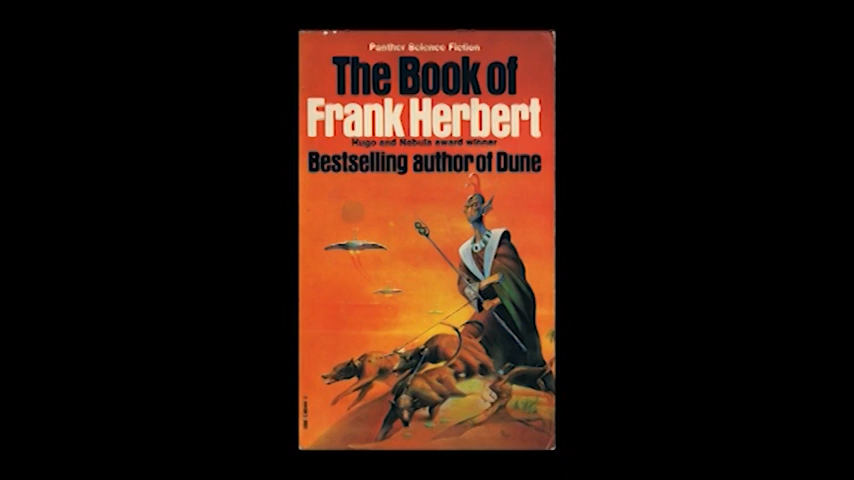 Panther Science Fiction
The Book of
Frank Herbert
Hugo and Nebula award winner
Bestselling author of Dune